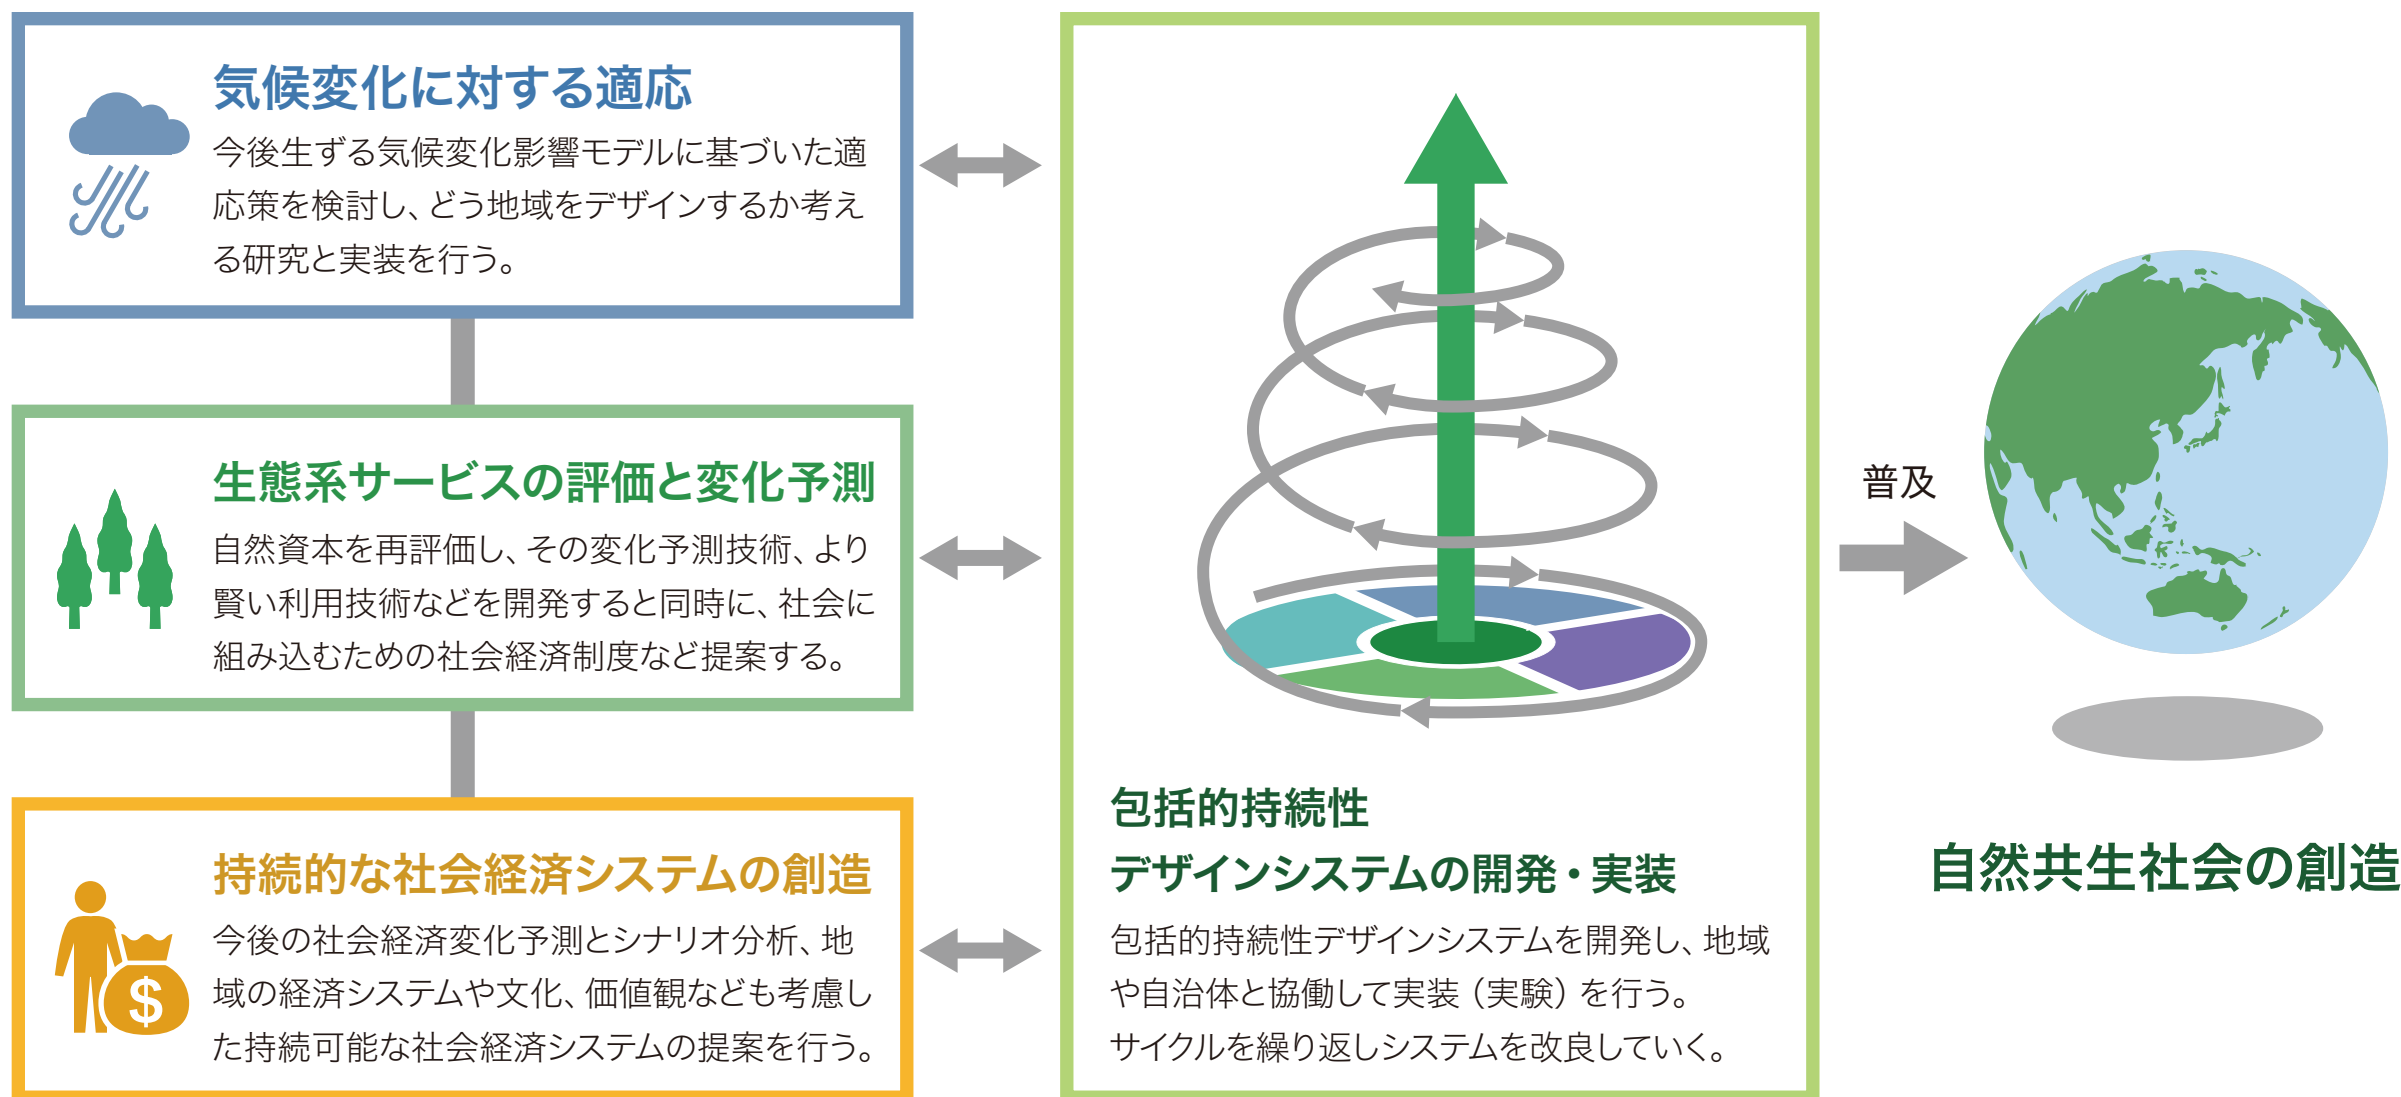 気候変化に対する適応
今後生ずる気候変化影響モデルに基づいた適
応策を検討し、どう地域をデザインするか考え
る研究と実装を行う。
生態系サービスの評価と変化予測
自然資本を再評価し、その変化予測技術、より
賢い利用技術などを開発すると同時に、社会に
組み込むための社会経済制度など提案する。
持続的な社会経済システムの創造
$
今後の社会経済変化予測とシナリオ分析、地
域の経済システムや文化、価値観なども考慮し
た持続可能な社会経済システムの提案を行う。
包括的持続性
デザインシステムの開発・実装
包括的持続性デザインシステムを開発し、地域
や自治体と協働して実装（実験）を行う。
サイクルを繰り返しシステムを改良していく。
普及
自然共生社会の創造